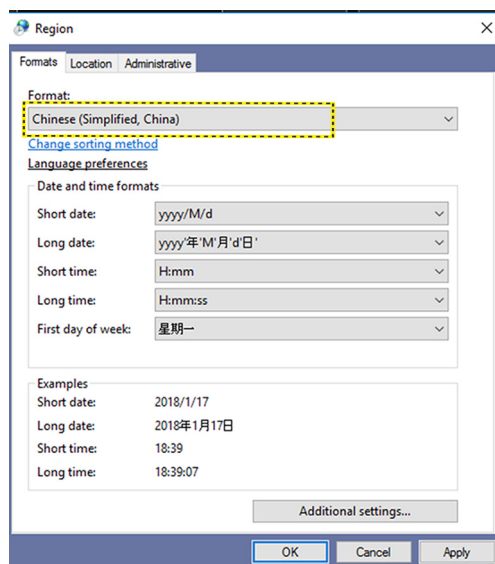 Region
Formats Location Administrative
Format:
Chinese (Simplified, China)
Change sorting method
Language preferences
Date and time formats
Short date: yyyy/M/d
Long date: yyyy'年'M'月'd'日'
Short time: H:mm
Long time: H:mm:ss
First day of week: 星期一
Examples
Short date: 2018/1/17
Long date: 2018年1月17日
Short time: 18:39
Long time: 18:39:07
Additional settings...
OK Cancel Apply